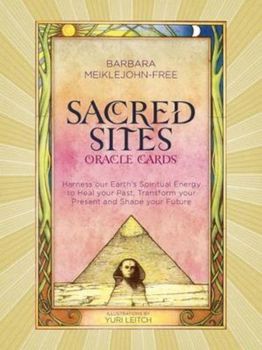 BARBARA
MEIKLEJOHN-FREE
SACRED
SITES
ORACLE CARDS
Harness our Earth's Spiritual Energy
to Heal your Past, Transform your
Present and Shape your Future
ILLUSTRATIONS BY
YURI LEITCH